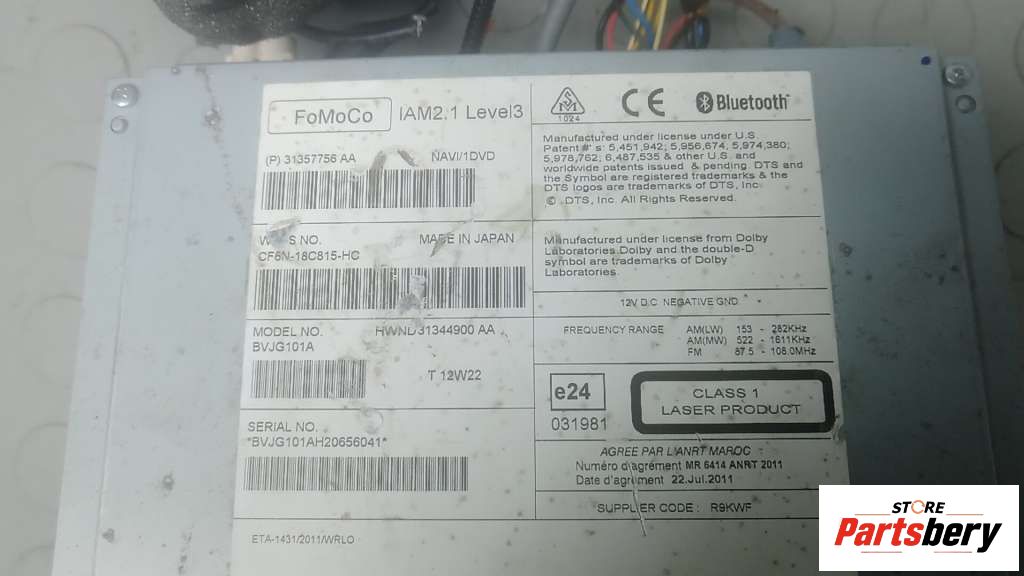 FoMoCo IAM2.1 Level3
(P) 31357756 AA NAVI/1DVD
NO.
MADE IN JAPAN
CF6N-18C815-HC
MODEL NO. HWND31344900 AA
BVJG101A
T 12W22
SERIAL NO.
*BVJG101AH20656041*
ETA-1431/2011/WRLO
SM
1024
CE
Bluetooth
Manufactured under license under U.S.
Patent#' s: 5,451,942; 5,956,674, 5,974,380;
5,978,762; 6,487,535 & other U.S. and
worldwide patents issued & pending. DTS and
the Symbol are registered trademarks & the
DTS logos are trademarks of DTS, Inc.
© .DTS, Inc. All Rights Reserved.
Manufactured under license from Dolby
Laboratories.Dolby and the double-D
symbol are trademarks of Dolby
Laboratories.
12V D.C. NEGATIVE GND.
FREQUENCY RANGE AM(LW) 153 - 282KHz
AM(MW) 522 - 1611KHz
FM 87.5 - 108.0MHz
e24
031981
CLASS 1
LASER PRODUCT
AGREE PAR L'ANRT MAROC
Numéro d'agrément MR 6414 ANRT 2011
Date d'agrément 22.Jul.2011
SUPPLIER CODE : R9KWF
STORE
Partsbery